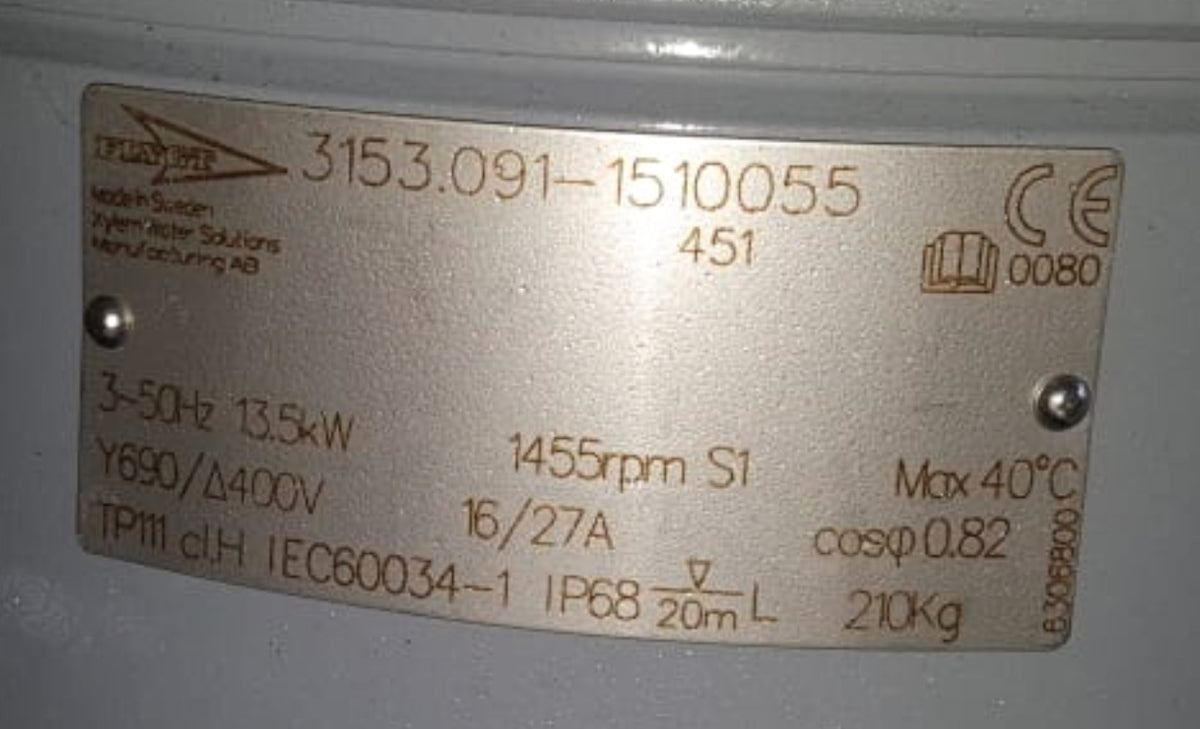 FLYGT
3153.091-1510055
451
CE
0080
Made in Sweden
Xylem Water Solutions
Manufacturing AB
3~50Hz 13.5kW
1455rpm S1
Max 40°C
Y690/Δ400V
16/27A
cosφ 0.82
TP111 cl.H IEC60034-1 IP68 ▽ 20m L 210Kg
6306800